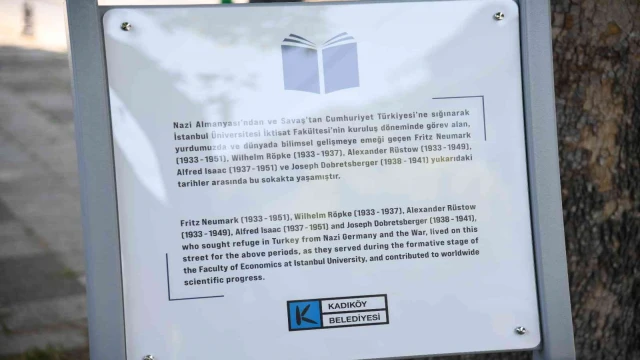 Nazi Almanyası'ndan ve Savaş'tan Cumhuriyet Türkiyesi'ne sığınarak
İstanbul Üniversitesi İktisat Fakültesi'nin kuruluş döneminde görev alan,
yurdumuzda ve dünyada bilimsel gelişmeye emeği geçen Fritz Neumark
(1933-1951), Wilhelm Röpke (1933-1937), Alexander Rüstow (1933-1949),
Alfred Isaac (1937-1951) ve Joseph Dobretsberger (1938-1941) yukarıdaki
tarihler arasında bu sokakta yaşamıştır.
Fritz Neumark (1933-1951), Wilhelm Röpke (1933-1937), Alexander Rüstow
(1933-1949), Alfred Isaac (1937-1951) and Joseph Dobretsberger (1938-1941),
who sought refuge in Turkey from Nazi Germany and the War, lived on this
street for the above periods, as they served during the formative stage of
the Faculty of Economics at Istanbul University, and contributed to worldwide
scientific progress.
K KADIKÖY
BELEDİYESİ